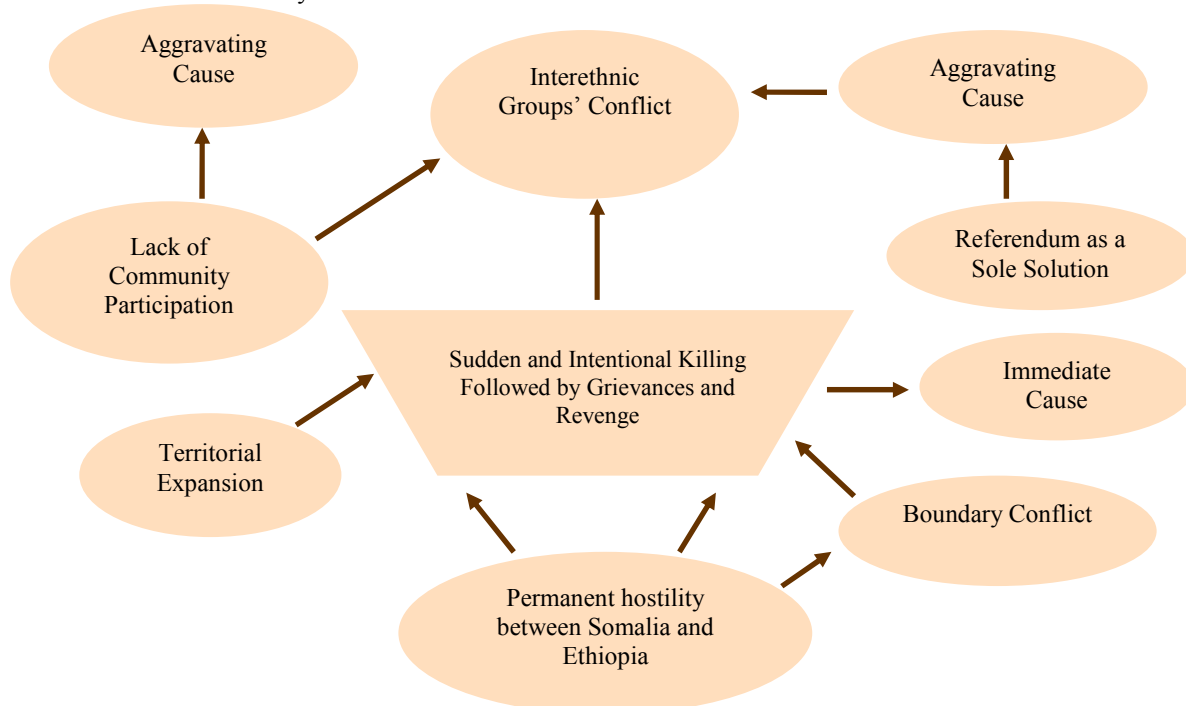 Aggravating
Cause
Interethnic
Groups’ Conflict
Aggravating
Cause
Lack of
Community
Participation
Referendum as a
Sole Solution
Sudden and Intentional Killing
Followed by Grievances and
Revenge
Immediate
Cause
Territorial
Expansion
Boundary Conflict
Permanent hostility
between Somalia and
Ethiopia